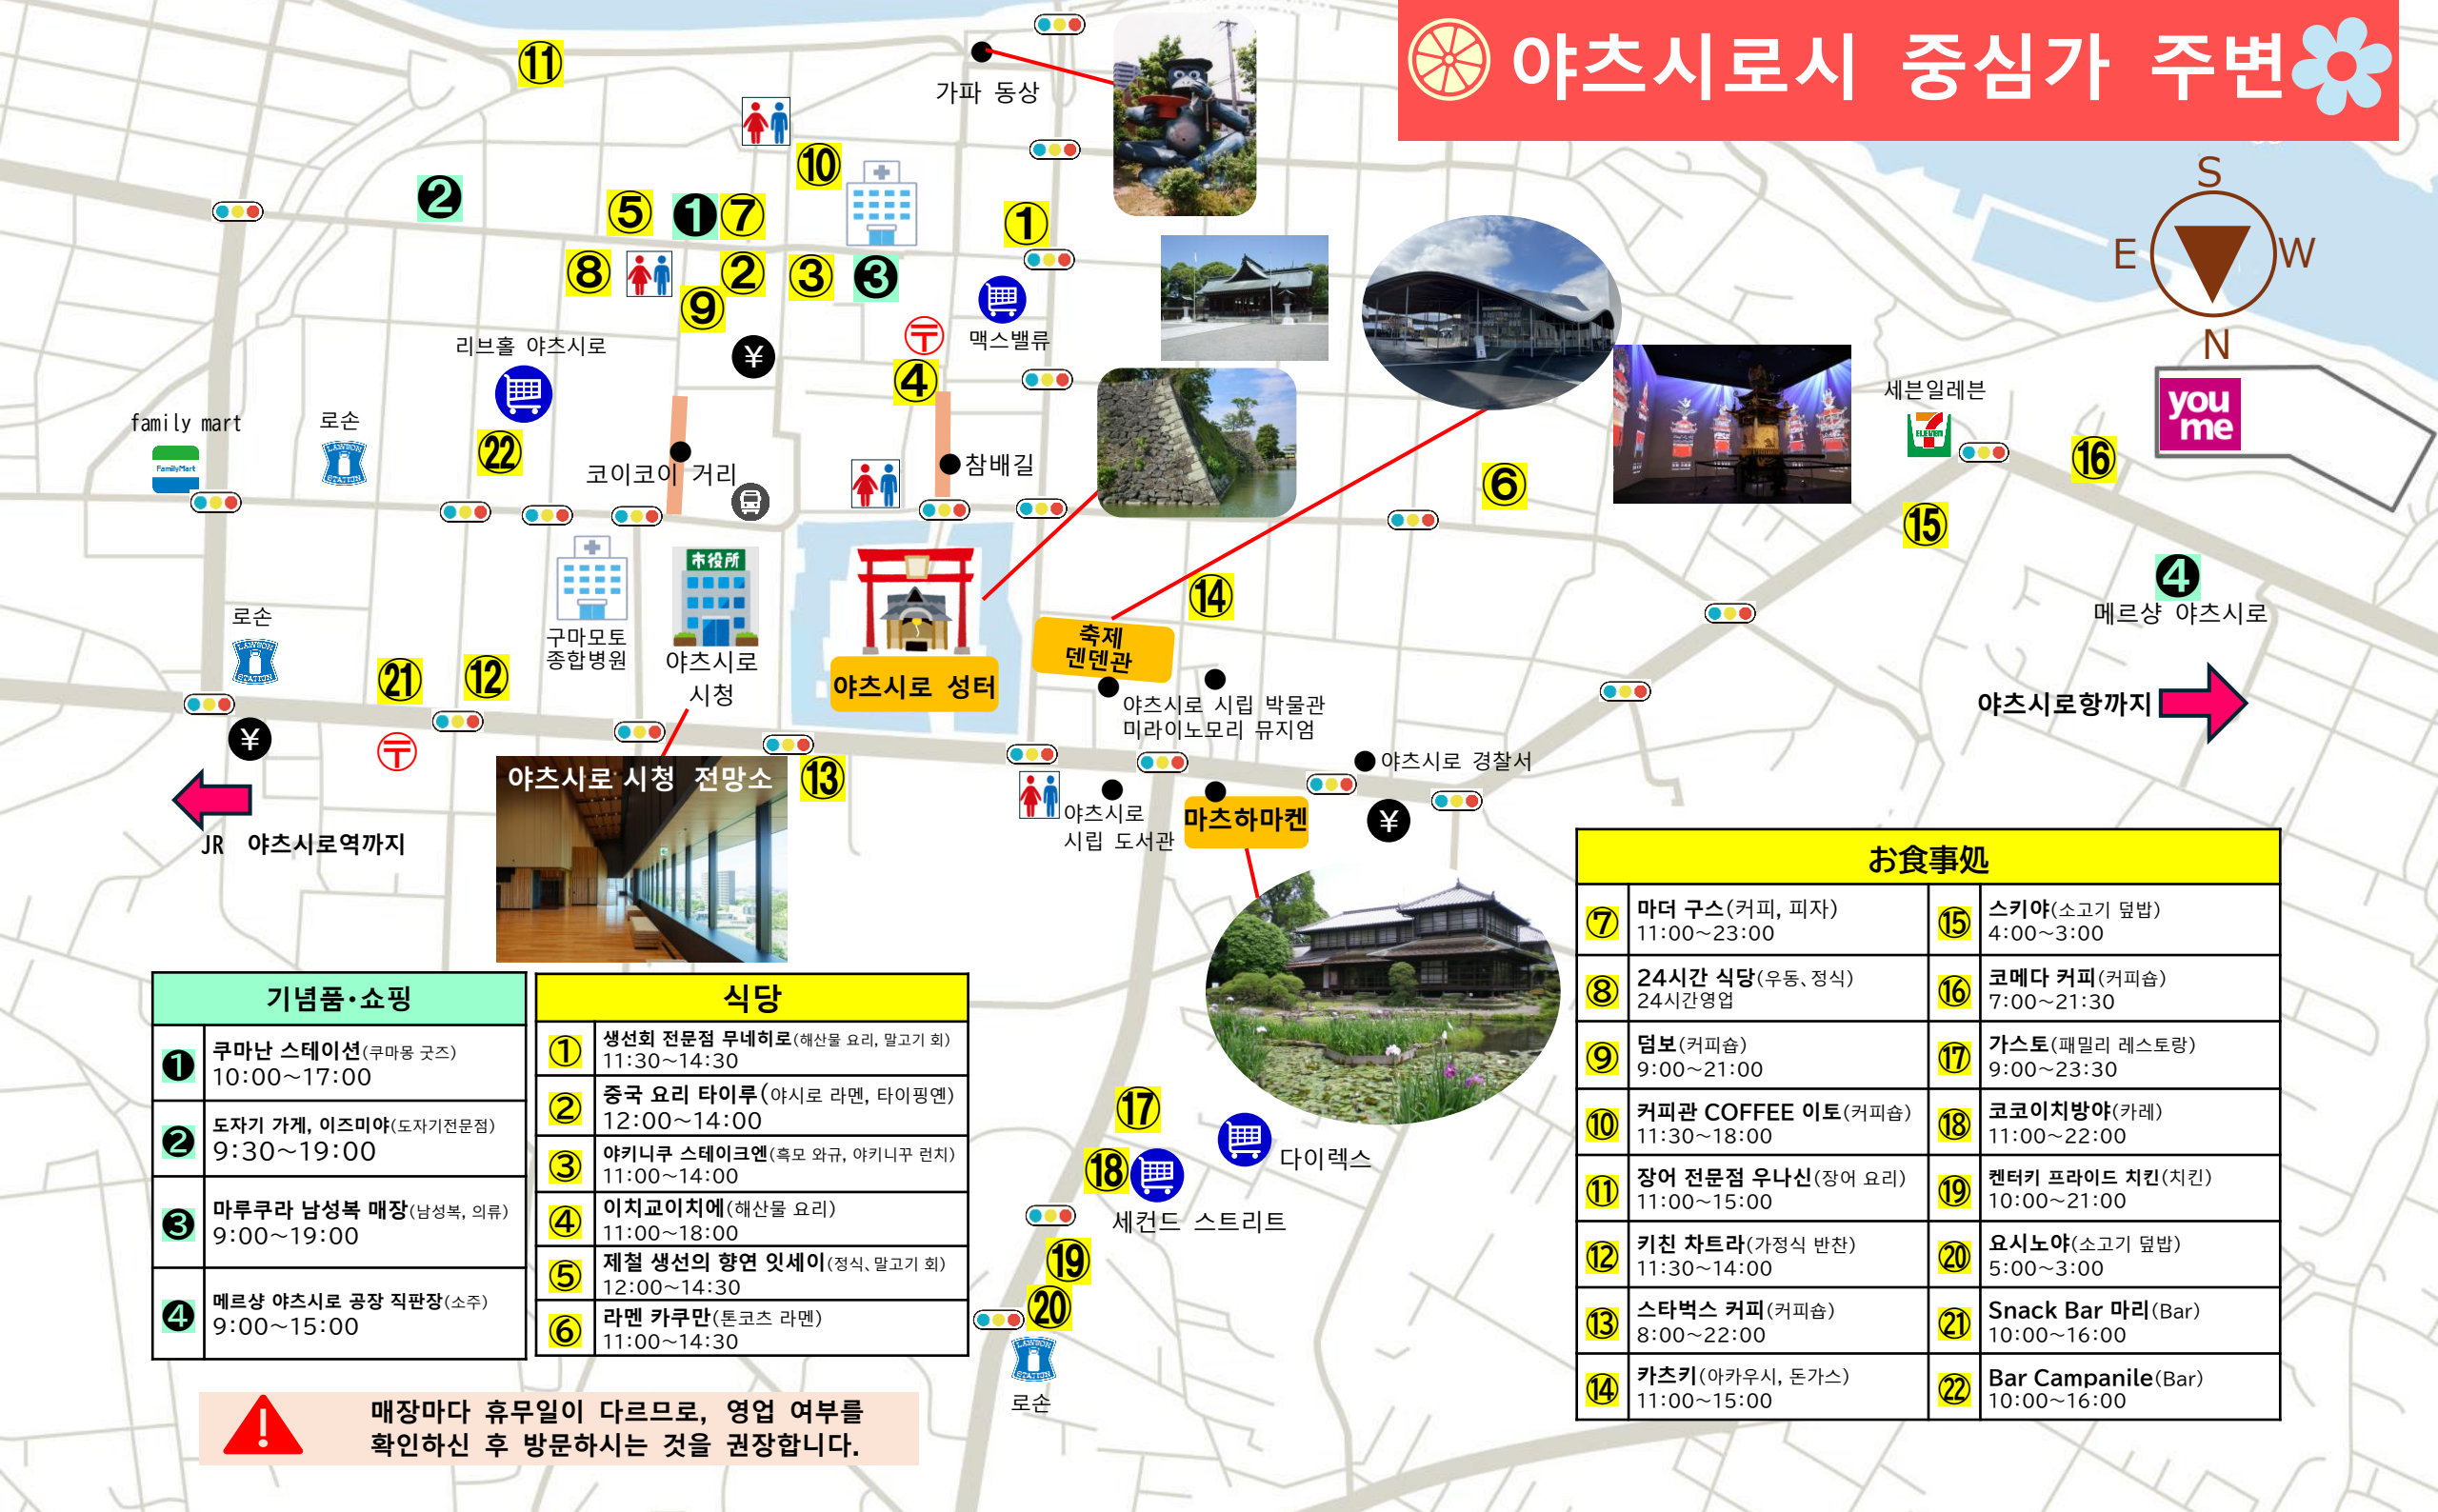 야츠시로시 중심가 주변
S
E
W
N
⑪
가파 동상
⑩
❷
⑤
❶
⑦
①
⑧
②
③
❸
⑨
맥스밸류
〒
¥
④
리브홀 야츠시로
family mart
FamilyMart
로손
LAWSON
STATION
㉒
코이코이 거리
참배길
⑥
세븐일레븐
7
ELEVEN
you
me
⑯
⑮
❹
메르샹 야츠시로
야츠시로항까지
市役所
구마모토
종합병원
야츠시로
시청
야츠시로 성터
⑭
축제
덴덴관
야츠시로 시립 박물관
미라이노모리 뮤지엄
로손
LAWSON
STATION
㉑
⑫
¥
〒
JR 야츠시로역까지
야츠시로 시청 전망소
⑬
야츠시로
시립 도서관
마츠하마켄
야츠시로 경찰서
¥
⑰
다이렉스
⑱
세컨드 스트리트
⑲
⑳
LAWSON
STATION
로손
기념품・쇼핑
❶ 쿠마난 스테이션(쿠마몽 굿즈)
10:00~17:00
❷ 도자기 가게, 이즈미야(도자기전문점)
9:30~19:00
❸ 마루쿠라 남성복 매장(남성복, 의류)
9:00~19:00
❹ 메르샹 야츠시로 공장 직판장(소주)
9:00~15:00
식당
① 생선회 전문점 무네히로(해산물 요리, 말고기 회)
11:30~14:30
② 중국 요리 타이루(야시로 라멘, 타이핑옌)
12:00~14:00
③ 야키니쿠 스테이크엔(흑모 와규, 야키니꾸 런치)
11:00~14:00
④ 이치교이치에(해산물 요리)
11:00~18:00
⑤ 제철 생선의 향연 잇세이(정식、말고기 회)
12:00~14:30
⑥ 라멘 카쿠만(톤코츠 라멘)
11:00~14:30
お食事処
⑦ 마더 구스(커피, 피자)
11:00~23:00
⑧ 24시간 식당(우동、정식)
24시간영업
⑨ 덤보(커피숍)
9:00~21:00
⑩ 커피관 COFFEE 이토(커피숍)
11:30~18:00
⑪ 장어 전문점 우나신(장어 요리)
11:00~15:00
⑫ 키친 차트라(가정식 반찬)
11:30~14:00
⑬ 스타벅스 커피(커피숍)
8:00~22:00
⑭ 카츠키(아카우시, 돈가스)
11:00~15:00
⑮ 스키야(소고기 덮밥)
4:00~3:00
⑯ 코메다 커피(커피숍)
7:00~21:30
⑰ 가스토(패밀리 레스토랑)
9:00~23:30
⑱ 코코이치방야(카레)
11:00~22:00
⑲ 켄터키 프라이드 치킨(치킨)
10:00~21:00
⑳ 요시노야(소고기 덮밥)
5:00~3:00
㉑ Snack Bar 마리(Bar)
10:00~16:00
㉒ Bar Campanile(Bar)
10:00~16:00
매장마다 휴무일이 다르므로, 영업 여부를
확인하신 후 방문하시는 것을 권장합니다.